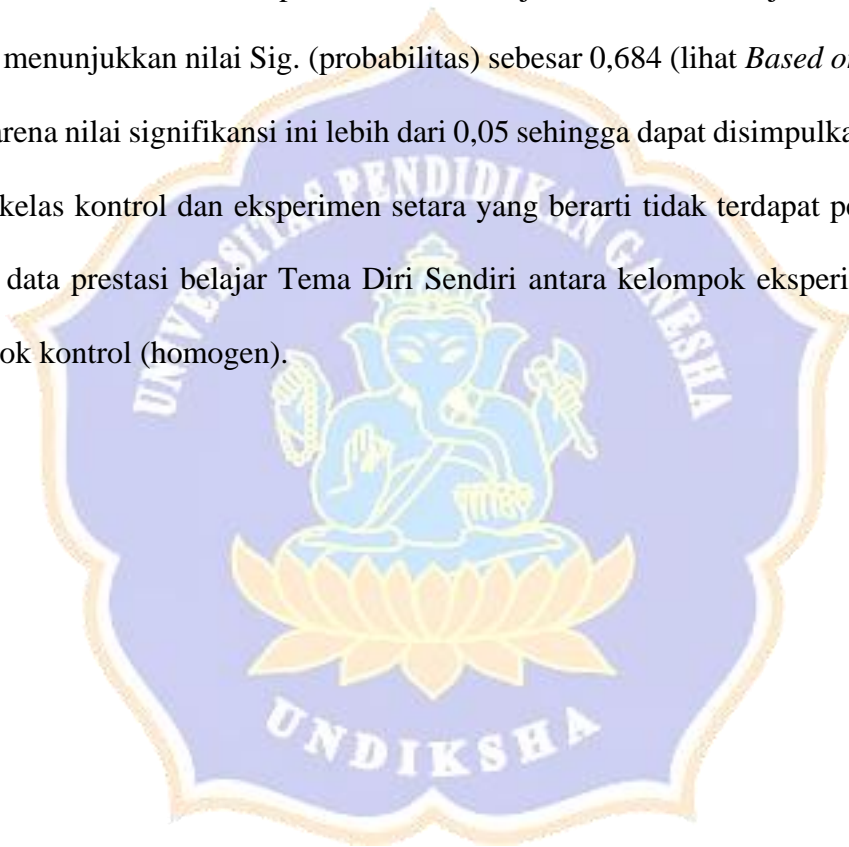 menunjukkan nilai Sig. (probabilitas) sebesar 0,684 (lihat Based on
arena nilai signifikansi ini lebih dari 0,05 sehingga dapat disimpulka
kelas kontrol dan eksperimen setara yang berarti tidak terdapat pe
data prestasi belajar Tema Diri Sendiri antara kelompok eksperi
ok kontrol (homogen).
UNIVERSITAS PENDIDIKAN GANESHA
UNDIKSHA